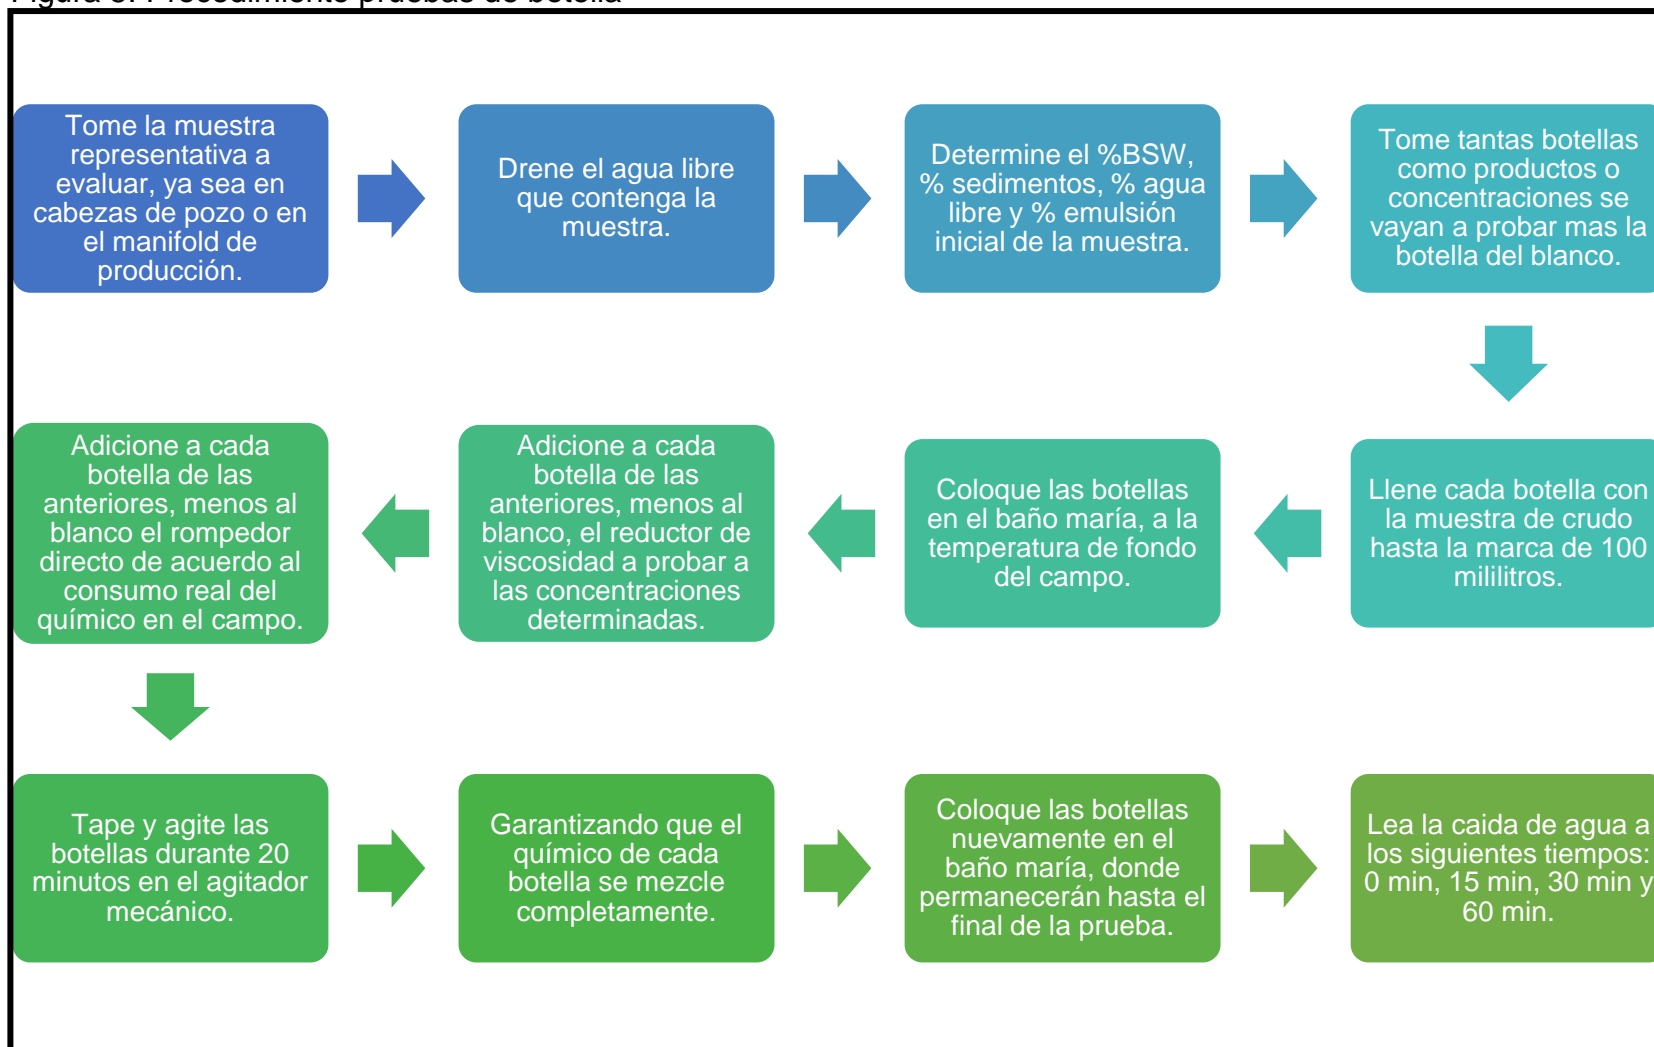 Tome la muestra
representativa a
evaluar, ya sea en
cabezas de pozo o en
el manifold de
producción.
Drene el agua libre
que contenga la
muestra.
Determine el %BSW,
% sedimentos, % agua
libre y % emulsión
inicial de la muestra.
Tome tantas botellas
como productos o
concentraciones se
vayan a probar mas la
botella del blanco.
Llene cada botella con
la muestra de crudo
hasta la marca de 100
mililitros.
Coloque las botellas
en el baño maría, a la
temperatura de fondo
del campo.
Adicione a cada
botella de las
anteriores, menos al
blanco, el reductor de
viscosidad a probar a
las concentraciones
determinadas.
Adicione a cada
botella de las
anteriores, menos al
blanco el rompedor
directo de acuerdo al
consumo real del
químico en el campo.
Tape y agite las
botellas durante 20
minutos en el agitador
mecánico.
Garantizando que el
químico de cada
botella se mezcle
completamente.
Coloque las botellas
nuevamente en el
baño maría, donde
permanecerán hasta el
final de la prueba.
Lea la caida de agua a
los siguientes tiempos:
0 min, 15 min, 30 min y
60 min.